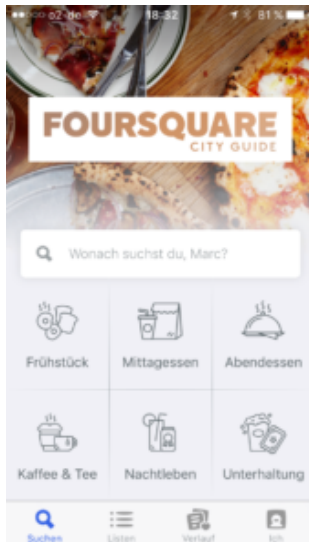 o2-de 18:32 81 %
FOURSQUARE
CITY GUIDE
Wonach suchst du, Marc?
Frühstück Mittagessen Abendessen
Kaffee & Tee Nachtleben Unterhaltung
Suchen Listen Verlauf Ich